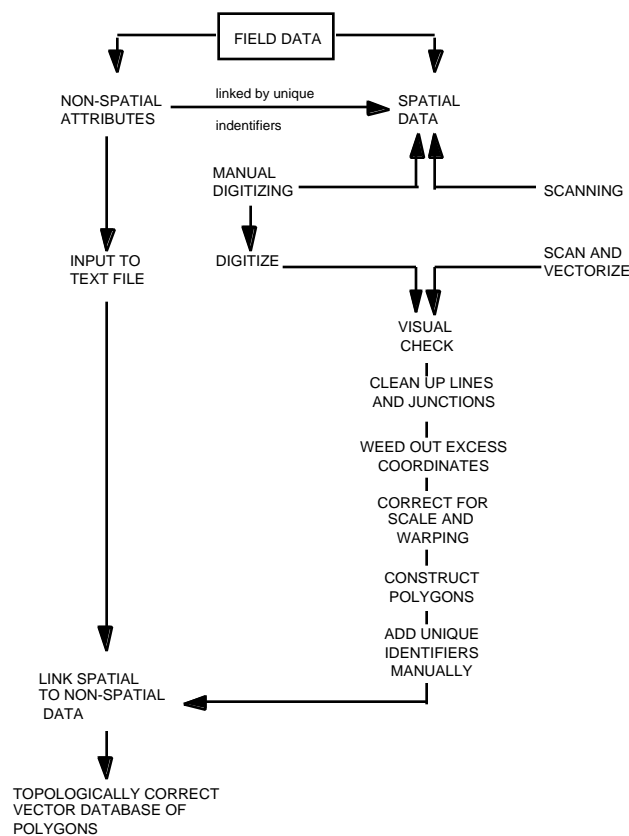 FIELD DATA
NON-SPATIAL
ATTRIBUTES
linked by unique
indentifiers
SPATIAL
DATA
MANUAL
DIGITIZING
SCANNING
INPUT TO
TEXT FILE
DIGITIZE
SCAN AND
VECTORIZE
VISUAL
CHECK
CLEAN UP LINES
AND JUNCTIONS
WEED OUT EXCESS
COORDINATES
CORRECT FOR
SCALE AND
WARPING
CONSTRUCT
POLYGONS
ADD UNIQUE
IDENTIFIERS
MANUALLY
LINK SPATIAL
TO NON-SPATIAL
DATA
TOPOLOGICALLY CORRECT
VECTOR DATABASE OF
POLYGONS